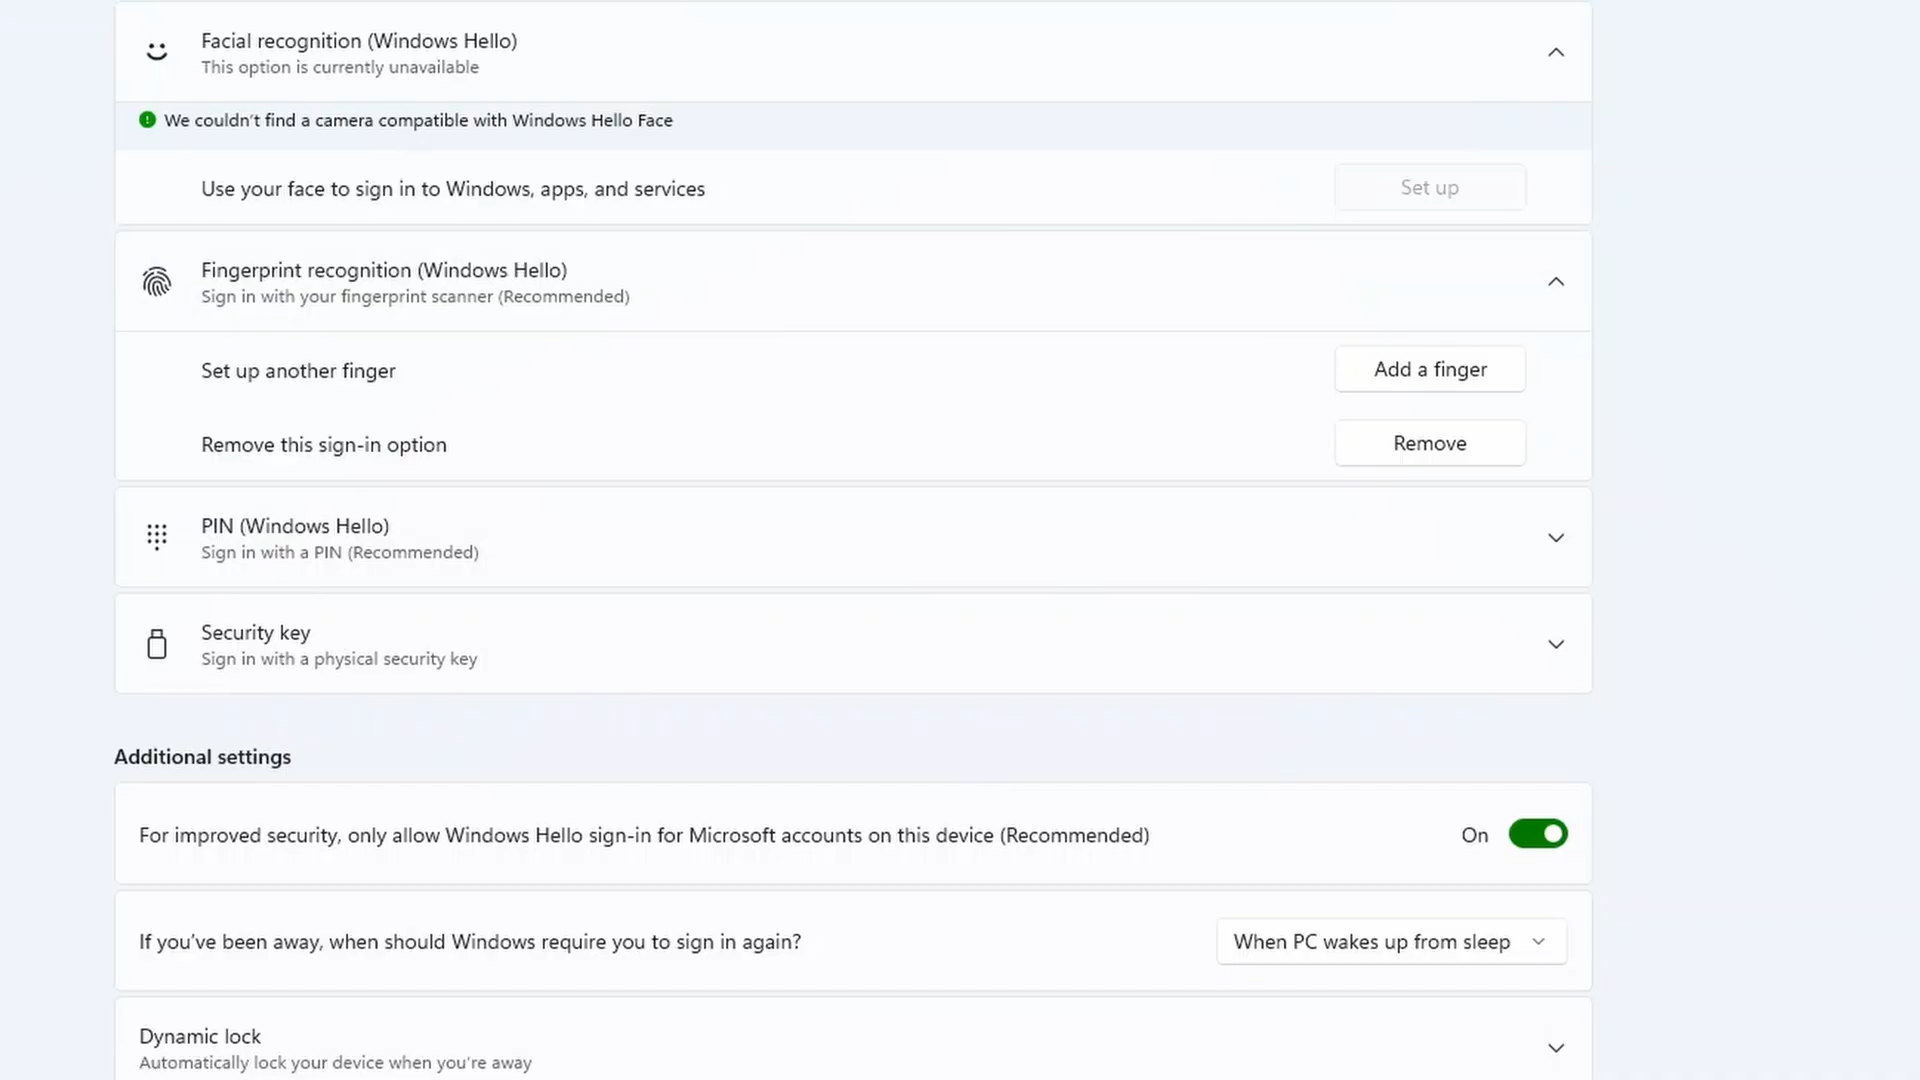 Facial recognition (Windows Hello)
This option is currently unavailable
We couldn't find a camera compatible with Windows Hello Face
Use your face to sign in to Windows, apps, and services
Set up
Fingerprint recognition (Windows Hello)
Sign in with your fingerprint scanner (Recommended)
Set up another finger
Add a finger
Remove this sign-in option
Remove
PIN (Windows Hello)
Sign in with a PIN (Recommended)
Security key
Sign in with a physical security key
Additional settings
For improved security, only allow Windows Hello sign-in for Microsoft accounts on this device (Recommended)
On
If you've been away, when should Windows require you to sign in again?
When PC wakes up from sleep
Dynamic lock
Automatically lock your device when you're away